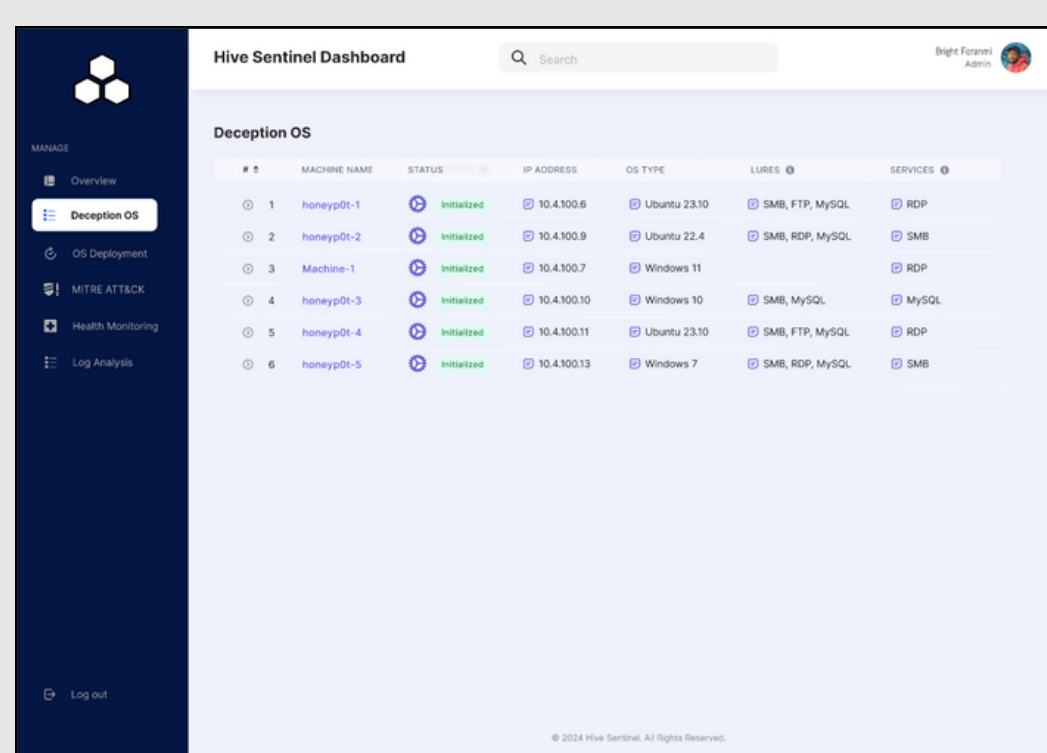 Hive Sentinel Dashboard
Search
Bright Foranmi
Admin
MANAGE
Overview
Deception OS
OS Deployment
MITRE ATT&CK
Health Monitoring
Log Analysis
Log out
Deception OS
# MACHINE NAME STATUS IP ADDRESS OS TYPE LURES SERVICES
1 honeyp0t-1 Initialized 10.4.100.6 Ubuntu 23.10 SMB, FTP, MySQL RDP
2 honeyp0t-2 Initialized 10.4.100.9 Ubuntu 22.4 SMB, RDP, MySQL SMB
3 Machine-1 Initialized 10.4.100.7 Windows 11 RDP
4 honeyp0t-3 Initialized 10.4.100.10 Windows 10 SMB, MySQL MySQL
5 honeyp0t-4 Initialized 10.4.100.11 Ubuntu 23.10 SMB, FTP, MySQL RDP
6 honeyp0t-5 Initialized 10.4.100.13 Windows 7 SMB, RDP, MySQL SMB
© 2024 Hive Sentinel. All Rights Reserved.